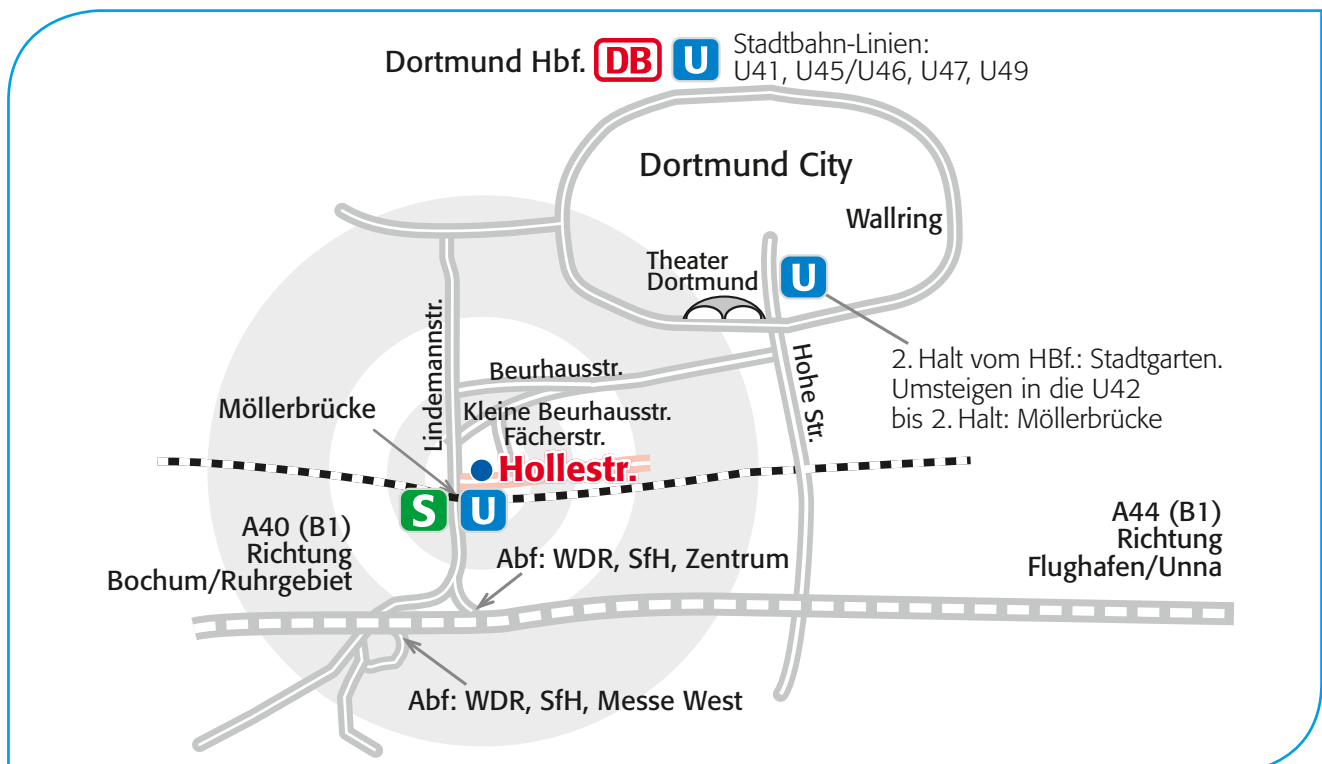 Dortmund Hbf. DB U Stadtbahn-Linien:
U41, U45/U46, U47, U49
Dortmund City
Wallring
Theater
Dortmund
U
2. Halt vom HBf.: Stadtgarten.
Umsteigen in die U42
bis 2. Halt: Möllerbrücke
Hohe Str.
Lindemannstr.
Beurhausstr.
Möllerbrücke
Kleine Beurhausstr.
Fächerstr.
Hollestr.
S U
A40 (B1)
Richtung
Bochum/Ruhrgebiet
A44 (B1)
Richtung
Flughafen/Unna
Abf: WDR, SfH, Zentrum
Abf: WDR, SfH, Messe West